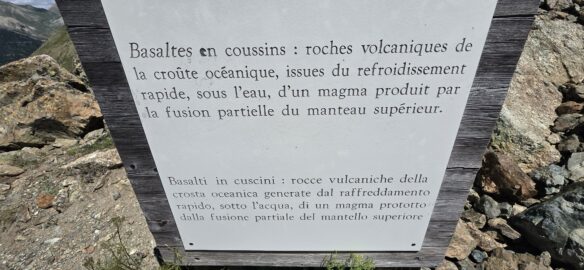 Basaltes en coussins : roches volcaniques de
la croûte océanique, issues du refroidissement
rapide, sous l'eau, d'un magma produit par
la fusion partielle du manteau supérieur.
Basalti in cuscini : rocce vulcaniche della
crosta oceanica generate dal raffreddamento
rapido, sotto l'acqua, di un magma prototto
dalla fusione partiale del mantello superiore